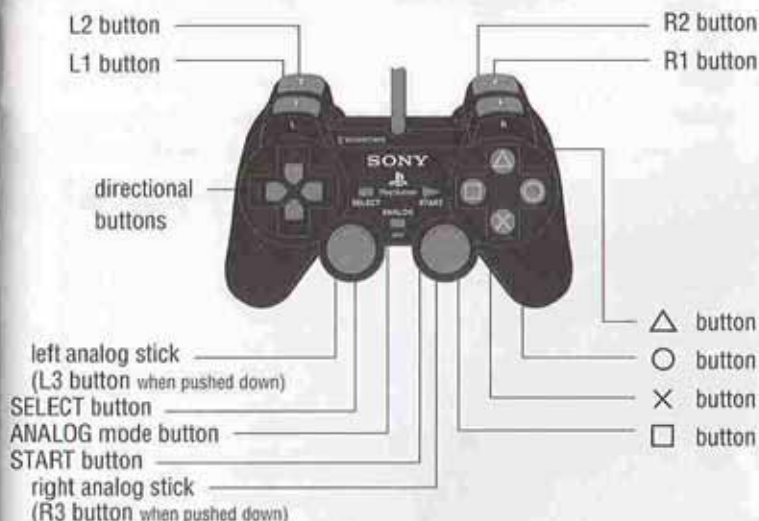 L2 button
R2 button
L1 button
R1 button
SONY
PlayStation
SELECT
START
ANALOG
directional
buttons
△ button
○ button
× button
□ button
left analog stick
(L3 button when pushed down)
SELECT button
ANALOG mode button
START button
right analog stick
(R3 button when pushed down)